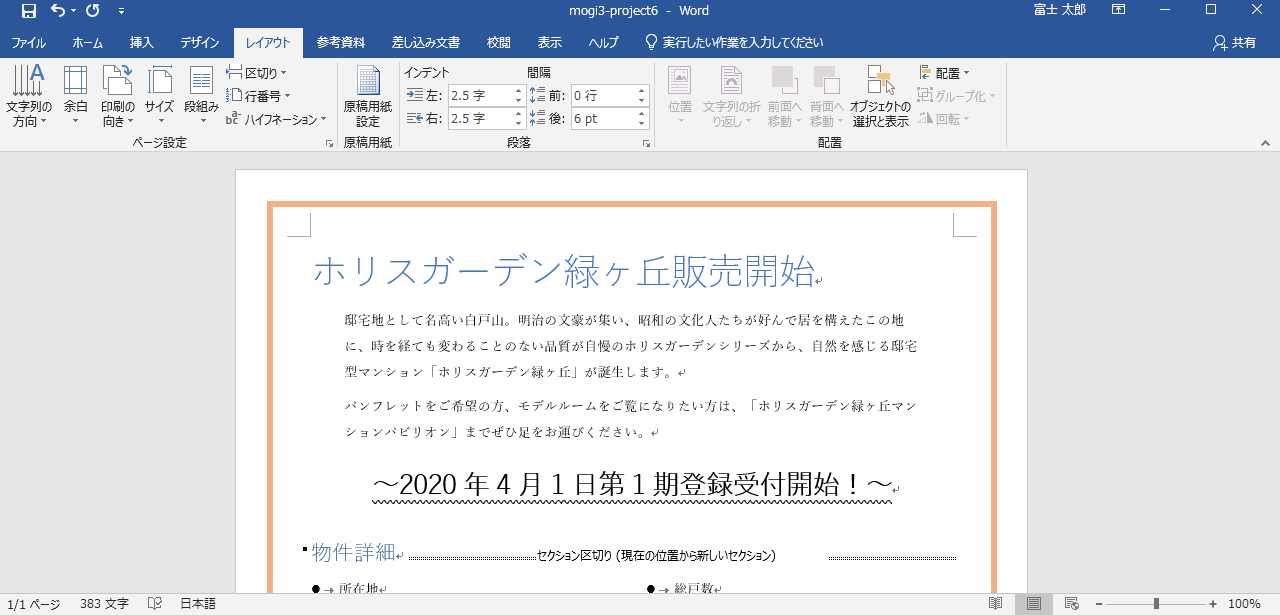 mogi3-project6 - Word
富士 太郎
ファイル ホーム 挿入 デザイン レイアウト 参考資料 差し込み文書 校閲 表示 ヘルプ 実行したい作業を入力してください 共有
文字列の方向 余白 印刷の向き サイズ 段組み
区切り
行番号
ハイフネーション
ページ設定
原稿用紙設定
原稿用紙
インデント 間隔
左: 2.5 字 前: 0 行
右: 2.5 字 後: 6 pt
段落
位置 文字列の折り返し 前面へ移動 背面へ移動 オブジェクトの選択と表示
配置
グループ化
回転
配置
ホリスガーデン緑ヶ丘販売開始
邸宅地として名高い白戸山。明治の文豪が集い、昭和の文化人たちが好んで居を構えたこの地
に、時を経ても変わることのない品質が自慢のホリスガーデンシリーズから、自然を感じる邸宅
型マンション「ホリスガーデン緑ヶ丘」が誕生します。
パンフレットをご希望の方、モデルルームをご覧になりたい方は、「ホリスガーデン緑ヶ丘マン
ションパビリオン」までぜひ足をお運びください。
～2020 年 4 月 1 日第 1 期登録受付開始！～
物件詳細 セクション区切り (現在の位置から新しいセクション)
● → 所在地 ● → 総戸数
1/1 ページ 383 文字 日本語 100%